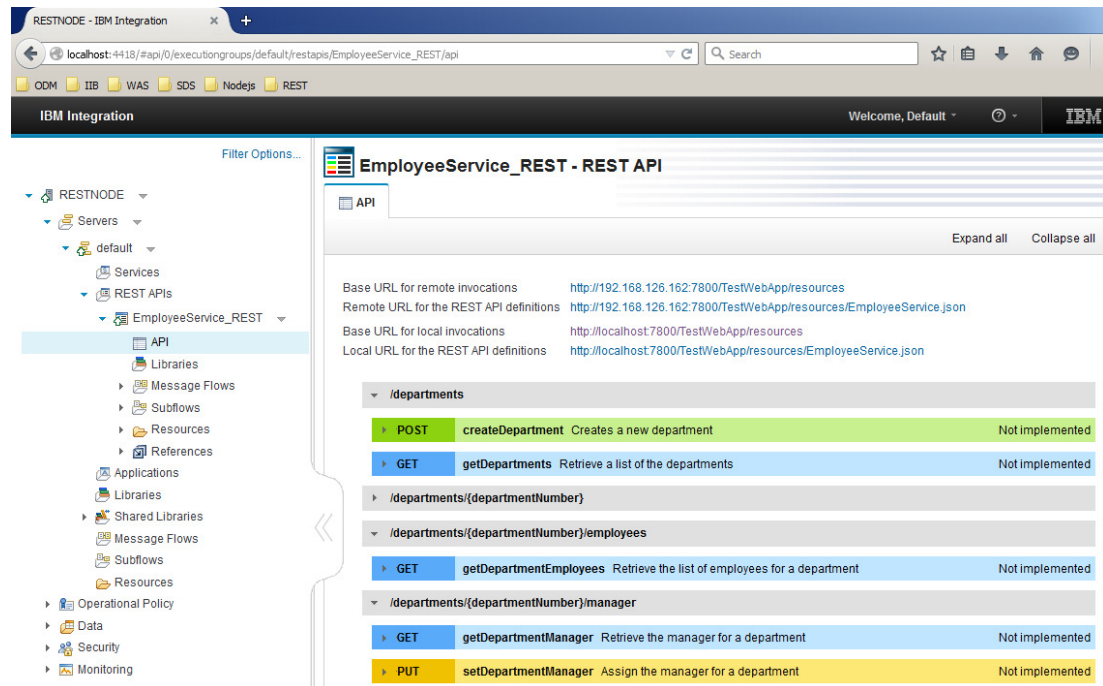 RESTNODE - IBM Integration
localhost:4418/#api/0/executiongroups/default/restapis/EmployeeService_REST/api
Search
ODM IIB WAS SDS Nodejs REST
IBM Integration
Welcome, Default
IBM
Filter Options...
RESTNODE
Servers
default
Services
REST APIs
EmployeeService_REST
API
Libraries
Message Flows
Subflows
Resources
References
Applications
Libraries
Shared Libraries
Message Flows
Subflows
Resources
Operational Policy
Data
Security
Monitoring
EmployeeService_REST - REST API
API
Expand all Collapse all
Base URL for remote invocations http://192.168.126.162:7800/TestWebApp/resources
Remote URL for the REST API definitions http://192.168.126.162:7800/TestWebApp/resources/EmployeeService.json
Base URL for local invocations http://localhost:7800/TestWebApp/resources
Local URL for the REST API definitions http://localhost:7800/TestWebApp/resources/EmployeeService.json
/departments
POST createDepartment Creates a new department Not implemented
GET getDepartments Retrieve a list of the departments Not implemented
/departments/{departmentNumber}
/departments/{departmentNumber}/employees
GET getDepartmentEmployees Retrieve the list of employees for a department Not implemented
/departments/{departmentNumber}/manager
GET getDepartmentManager Retrieve the manager for a department Not implemented
PUT setDepartmentManager Assign the manager for a department Not implemented